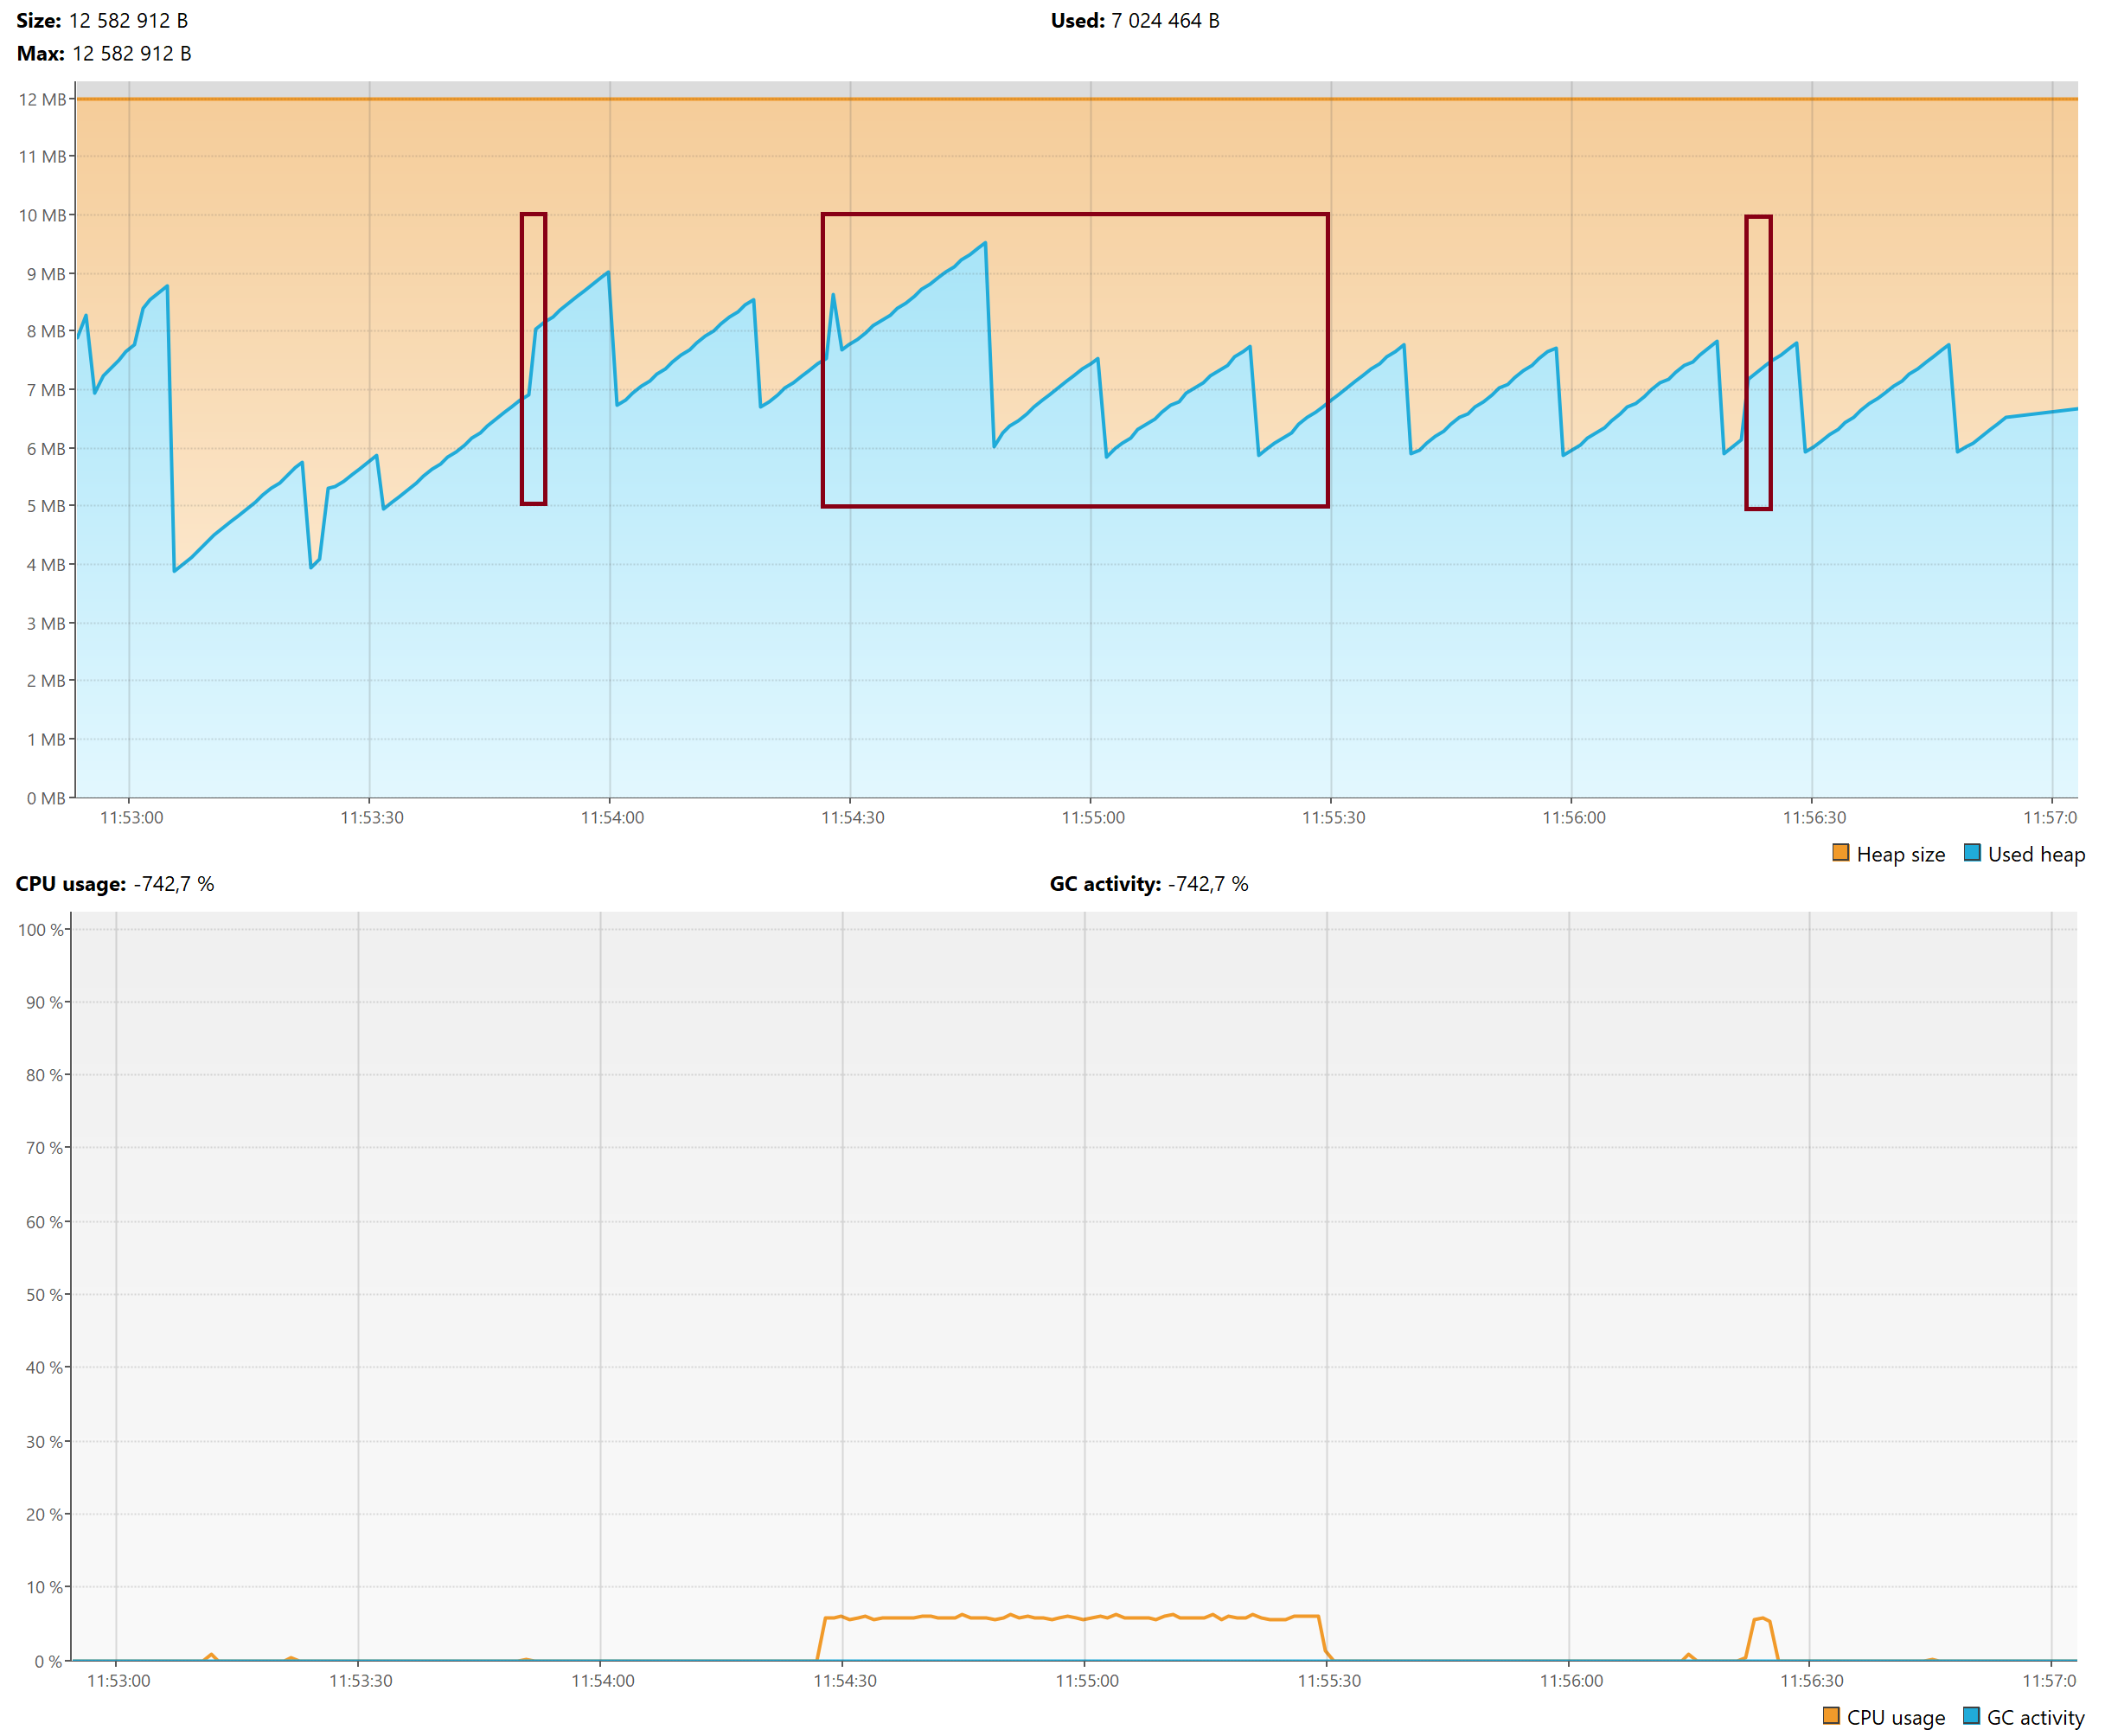 Size: 12 582 912 B
Used: 7 024 464 B
Max: 12 582 912 B
12 MB
11 MB
10 MB
9 MB
8 MB
7 MB
6 MB
5 MB
4 MB
3 MB
2 MB
1 MB
0 MB
11:53:00 11:53:30 11:54:00 11:54:30 11:55:00 11:55:30 11:56:00 11:56:30 11:57:0
Heap size Used heap
CPU usage: -742,7 %
GC activity: -742,7 %
100 %
90 %
80 %
70 %
60 %
50 %
40 %
30 %
20 %
10 %
0 %
11:53:00 11:53:30 11:54:00 11:54:30 11:55:00 11:55:30 11:56:00 11:56:30 11:57:0
CPU usage GC activity